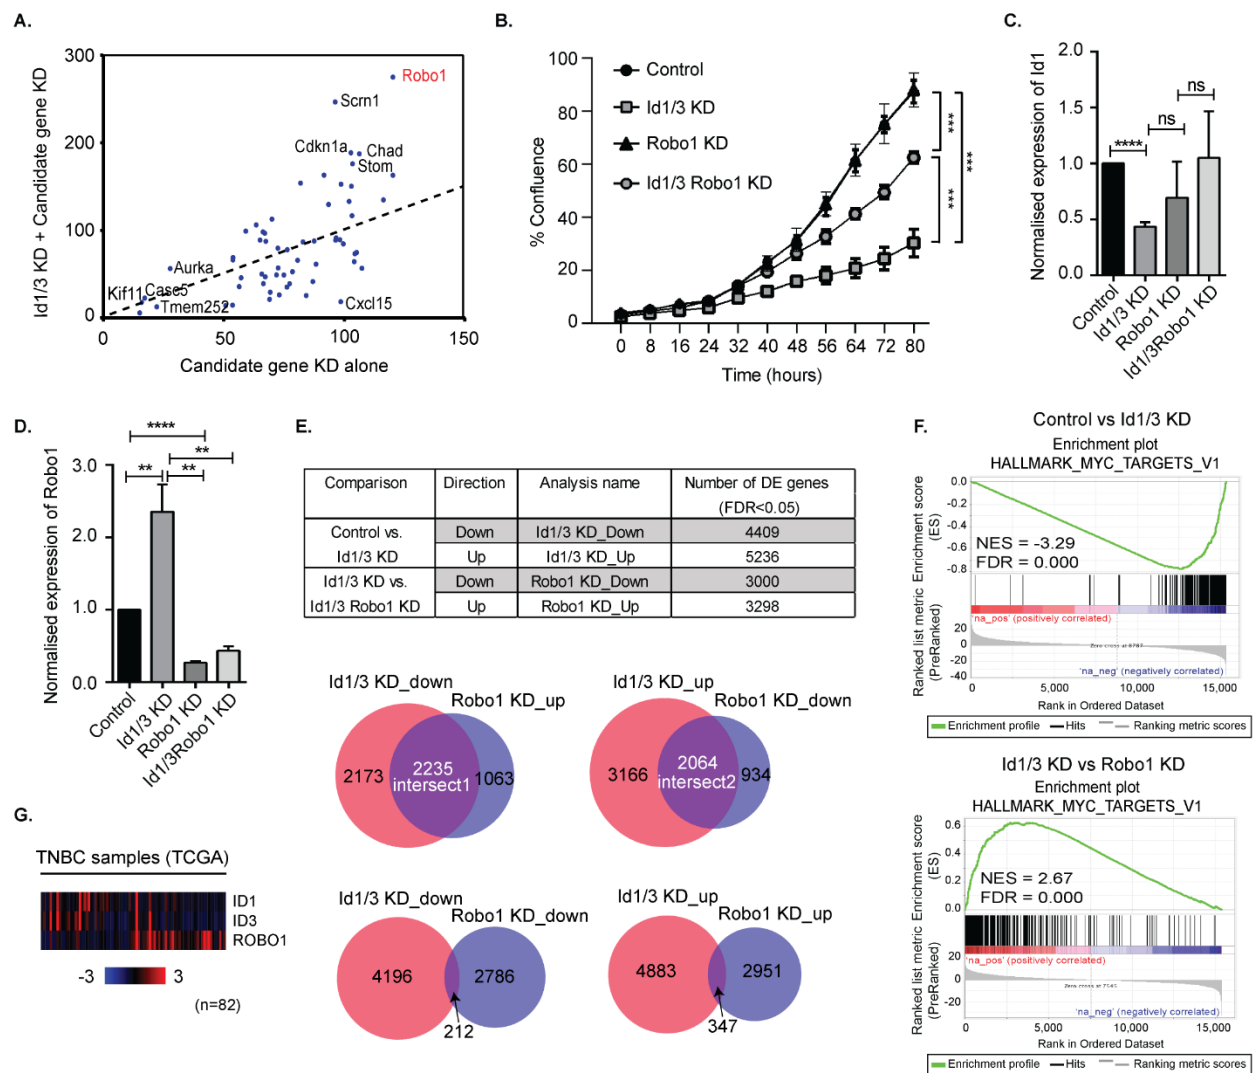 A.
Id1/3 KD + Candidate gene KD
300
200
100
0
0
50
100
150
Candidate gene KD alone
Robo1
Scrn1
Cdkn1a
Chad
Stom
Aurka
Kif11
Casc5
Tmem252
Cxcl15
B.
% Confluence
100
80
60
40
20
0
Control
Id1/3 KD
Robo1 KD
Id1/3 Robo1 KD
***
***
***
0 8 16 24 32 40 48 56 64 72 80
Time (hours)
C.
Normalised expression of Id1
2.0
1.5
1.0
0.5
0.0
****
ns
ns
Control
Id1/3 KD
Robo1 KD
Id1/3Robo1 KD
D.
Normalised expression of Robo1
3.0
2.0
1.0
0.0
****
**
**
**
Control
Id1/3 KD
Robo1 KD
Id1/3Robo1 KD
E.
Comparison Direction Analysis name Number of DE genes
(FDR<0.05)
Control vs. Down Id1/3 KD_Down 4409
Id1/3 KD Up Id1/3 KD_Up 5236
Id1/3 KD vs. Down Robo1 KD_Down 3000
Id1/3 Robo1 KD Up Robo1 KD_Up 3298
Id1/3 KD_down
Robo1 KD_up
2173
2235
intersect1
1063
Id1/3 KD_up
Robo1 KD_down
3166
2064
intersect2
934
Id1/3 KD_down
Robo1 KD_down
4196
2786
212
Id1/3 KD_up
Robo1 KD_up
4883
2951
347
F.
Control vs Id1/3 KD
Enrichment plot
HALLMARK_MYC_TARGETS_V1
Enrichment score
(ES)
0.0
-0.2
-0.4
-0.6
-0.8
NES = -3.29
FDR = 0.000
Ranked list metric
(PreRanked)
20
0
-20
-40
'na_pos' (positively correlated)
Zero cross at 8787
'na_neg' (negatively correlated)
0 5,000 10,000 15,000
Rank in Ordered Dataset
Enrichment profile Hits Ranking metric scores
Id1/3 KD vs Robo1 KD
Enrichment plot
HALLMARK_MYC_TARGETS_V1
Enrichment score
(ES)
0.6
0.4
0.2
0.0
NES = 2.67
FDR = 0.000
Ranked list metric
(PreRanked)
20
0
-20
'na_pos' (positively correlated)
Zero cross at
'na_neg' (negatively correlated)
0 5,000 10,000 15,000
Rank in Ordered Dataset
Enrichment profile Hits Ranking metric scores
G.
TNBC samples (TCGA)
ID1
ID3
ROBO1
-3
3
(n=82)